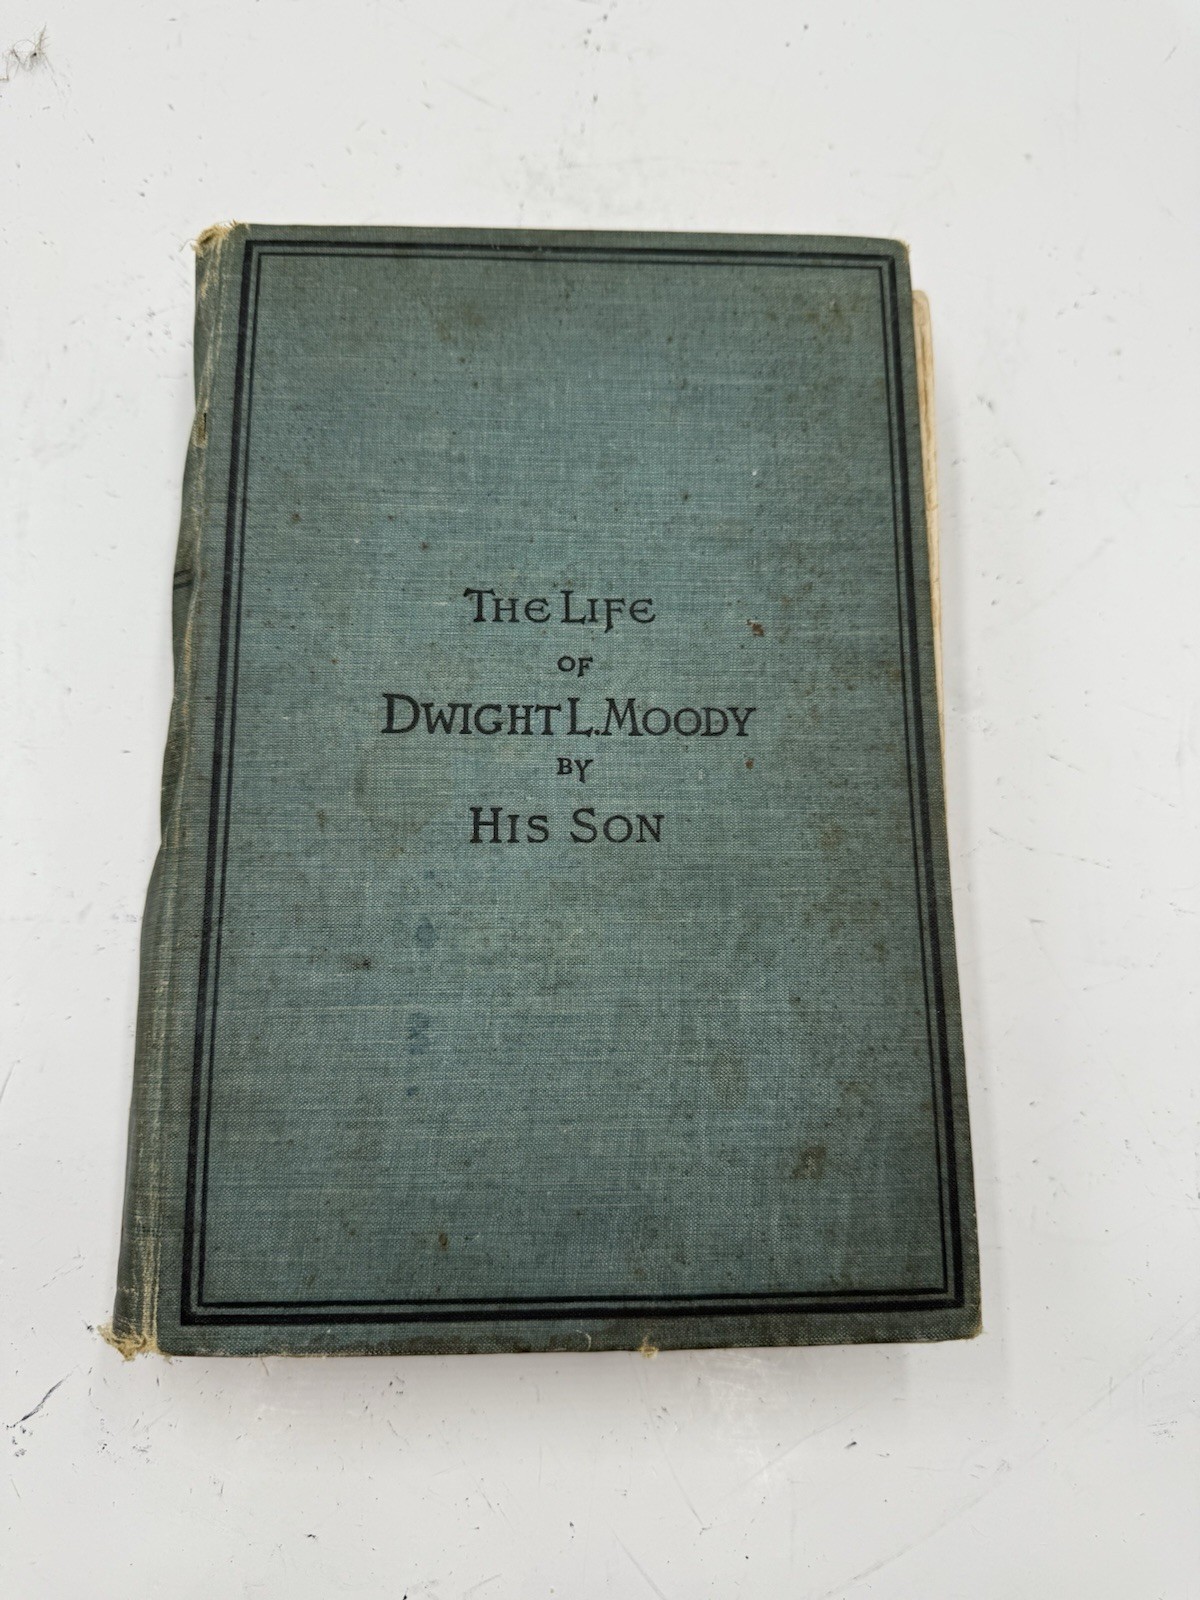 The Life
of
Dwight L. Moody
by
His Son